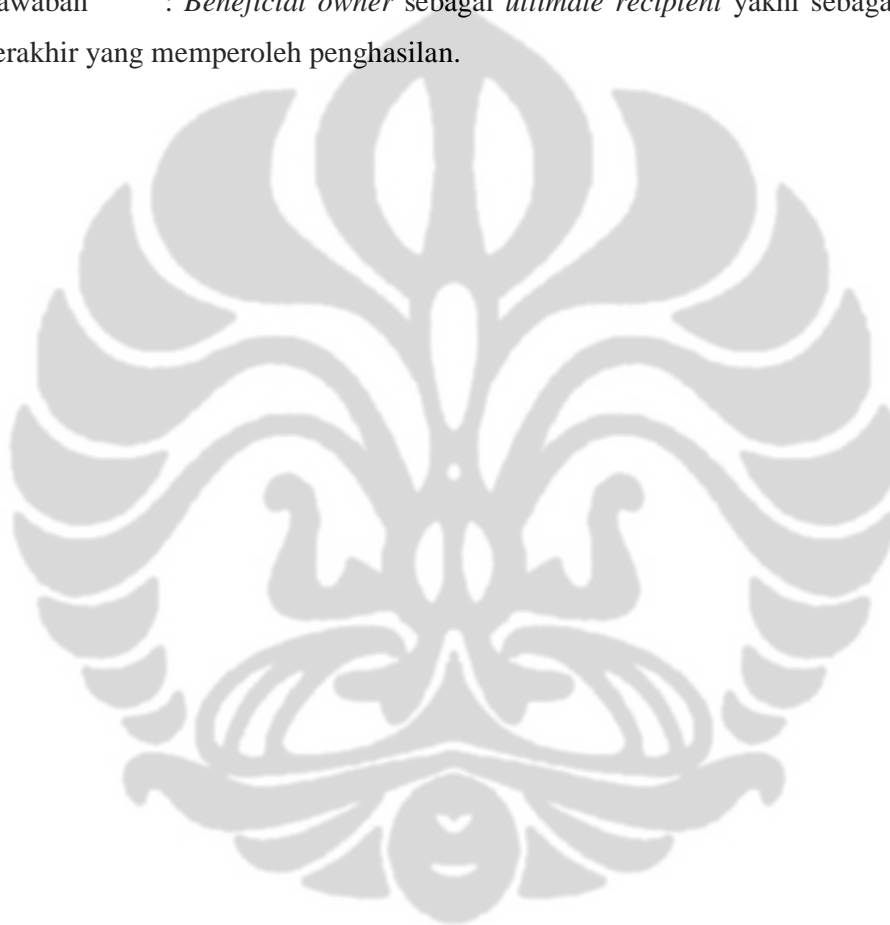 awaban : Beneficial owner sebagai ultimate recipient yakni sebaga
erakhir yang memperoleh penghasilan.